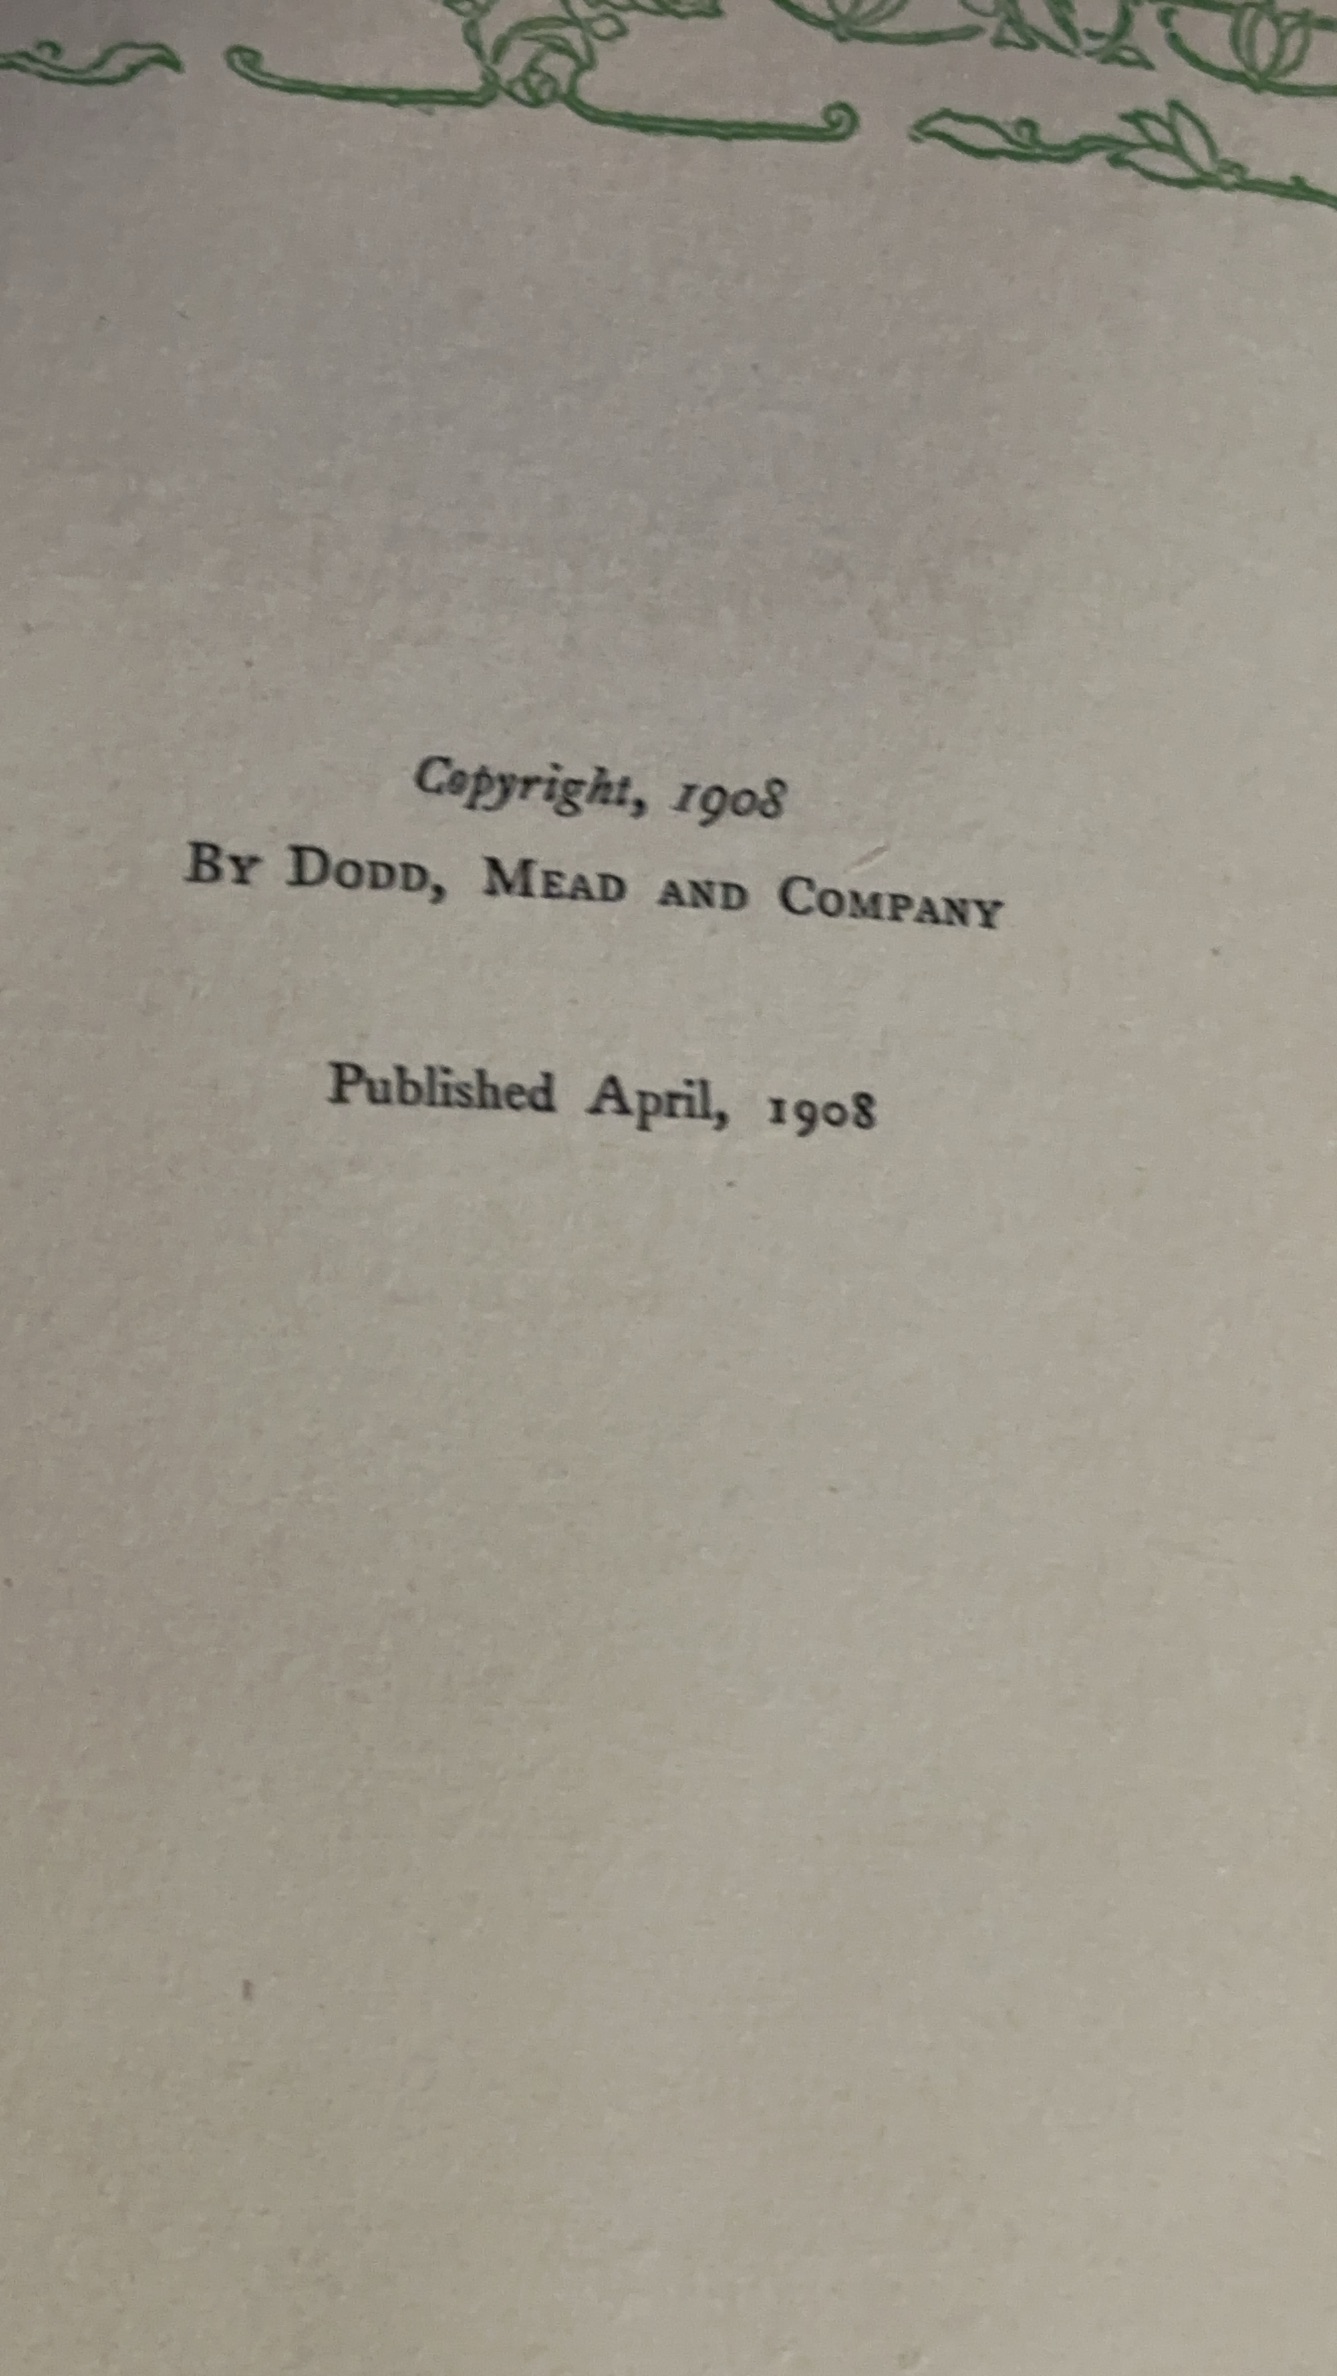 Copyright, 1908
By Dodd, Mead and Company
Published April, 1908